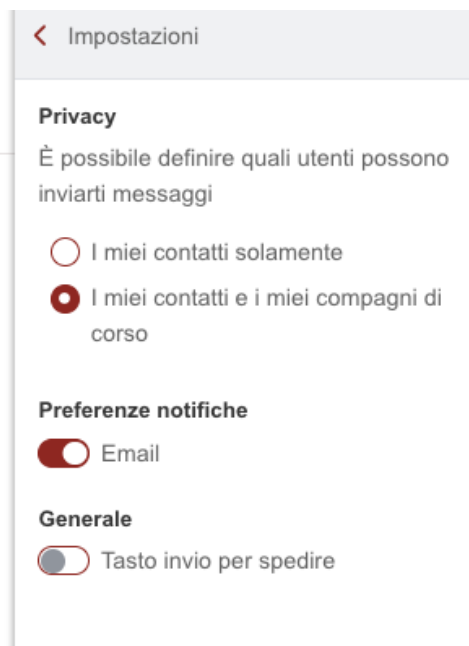 Impostazioni
Privacy
È possibile definire quali utenti possono
inviarti messaggi
I miei contatti solamente
I miei contatti e i miei compagni di
corso
Preferenze notifiche
Email
Generale
Tasto invio per spedire